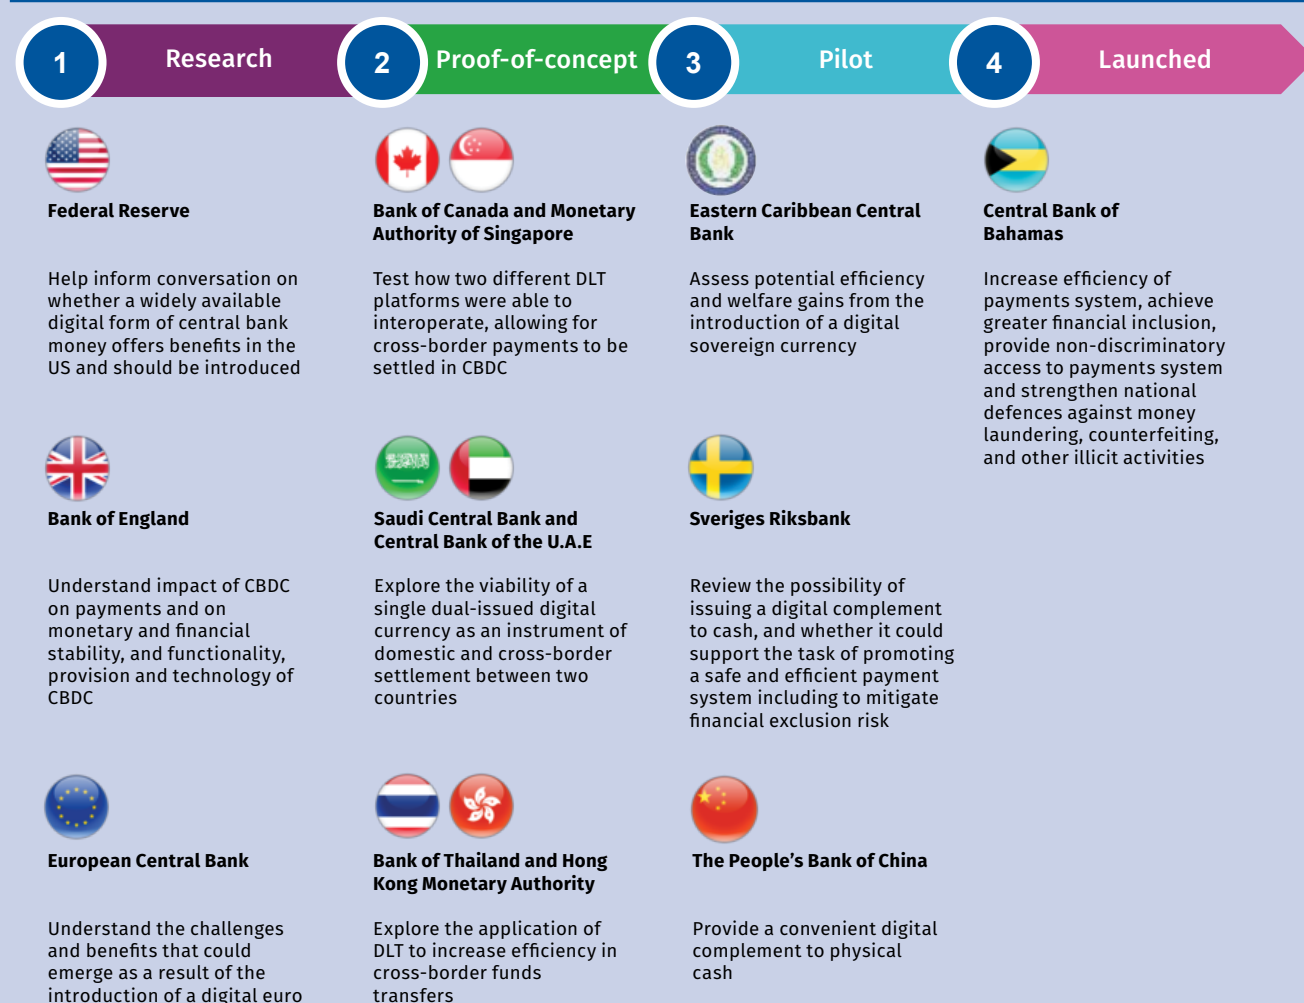 1
Research
2
Proof-of-concept
3
Pilot
4
Launched
Federal Reserve
Help inform conversation on
whether a widely available
digital form of central bank
money offers benefits in the
US and should be introduced
Bank of England
Understand impact of CBDC
on payments and on
monetary and financial
stability, and functionality,
provision and technology of
CBDC
European Central Bank
Understand the challenges
and benefits that could
emerge as a result of the
introduction of a digital euro
Bank of Canada and Monetary
Authority of Singapore
Test how two different DLT
platforms were able to
interoperate, allowing for
cross-border payments to be
settled in CBDC
Saudi Central Bank and
Central Bank of the U.A.E
Explore the viability of a
single dual-issued digital
currency as an instrument of
domestic and cross-border
settlement between two
countries
Bank of Thailand and Hong
Kong Monetary Authority
Explore the application of
DLT to increase efficiency in
cross-border funds
transfers
Eastern Caribbean Central
Bank
Assess potential efficiency
and welfare gains from the
introduction of a digital
sovereign currency
Sveriges Riksbank
Review the possibility of
issuing a digital complement
to cash, and whether it could
support the task of promoting
a safe and efficient payment
system including to mitigate
financial exclusion risk
The People’s Bank of China
Provide a convenient digital
complement to physical
cash
Central Bank of
Bahamas
Increase efficiency of
payments system, achieve
greater financial inclusion,
provide non-discriminatory
access to payments system
and strengthen national
defences against money
laundering, counterfeiting,
and other illicit activities